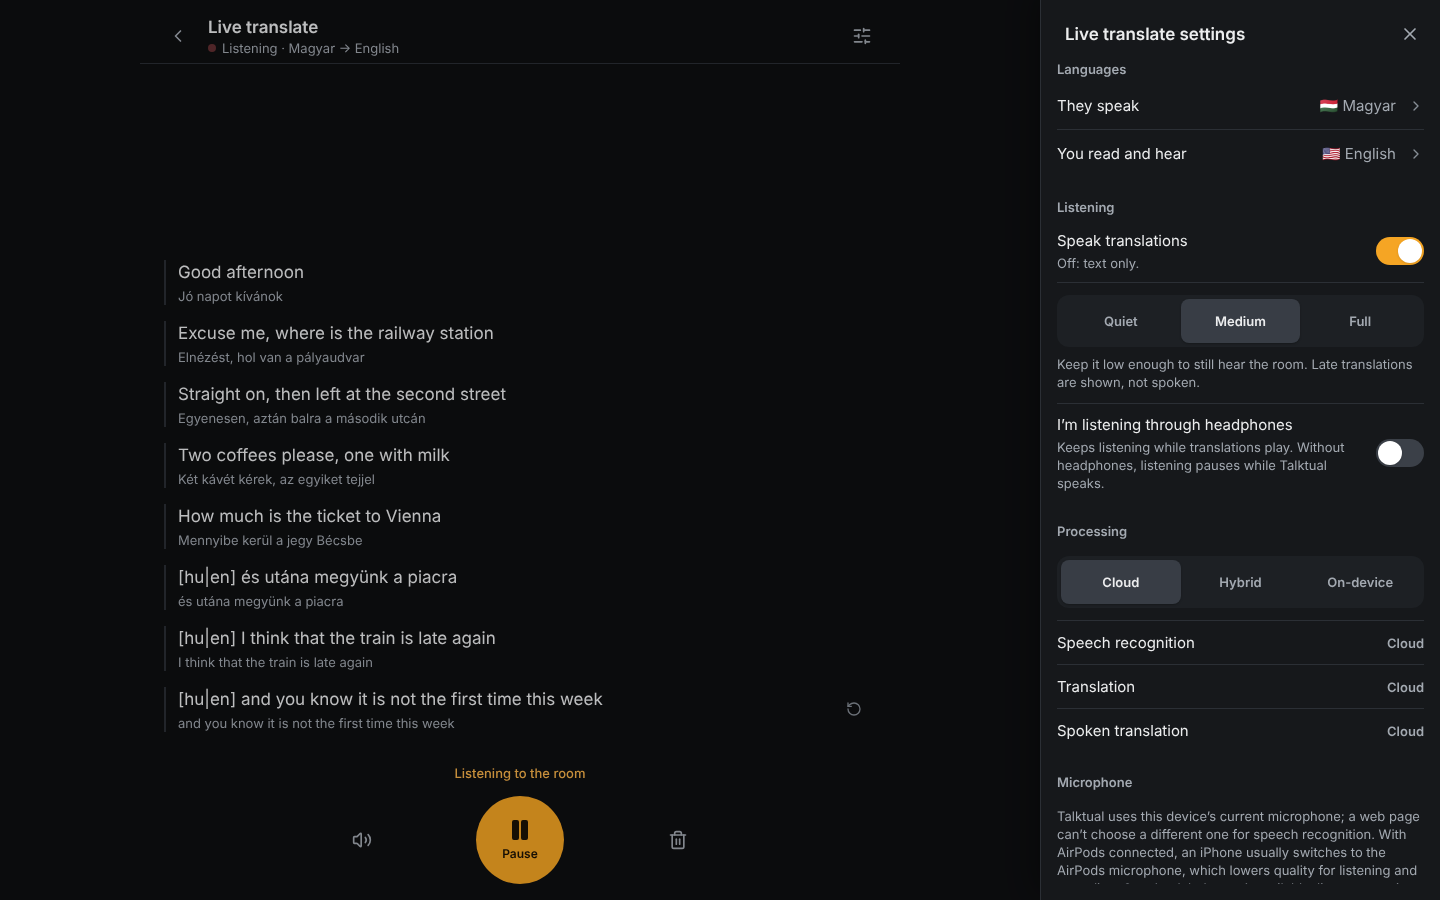 Live translate
Listening · Magyar → English
Good afternoon
Jó napot kívánok
Excuse me, where is the railway station
Elnézést, hol van a pályaudvar
Straight on, then left at the second street
Egyenesen, aztán balra a második utcán
Two coffees please, one with milk
Két kávét kérek, az egyiket tejjel
How much is the ticket to Vienna
Mennyibe kerül a jegy Bécsbe
[hu|en] és utána megyünk a piacra
és utána megyünk a piacra
[hu|en] I think that the train is late again
I think that the train is late again
[hu|en] and you know it is not the first time this week
and you know it is not the first time this week
Listening to the room
Pause
Live translate settings
Languages
They speak
Magyar
You read and hear
English
Listening
Speak translations
Off: text only.
Quiet
Medium
Full
Keep it low enough to still hear the room. Late translations
are shown, not spoken.
I’m listening through headphones
Keeps listening while translations play. Without
headphones, listening pauses while Talktual
speaks.
Processing
Cloud
Hybrid
On-device
Speech recognition
Cloud
Translation
Cloud
Spoken translation
Cloud
Microphone
Talktual uses this device’s current microphone; a web page
can’t choose a different one for speech recognition. With
AirPods connected, an iPhone usually switches to the
AirPods microphone, which lowers quality for listening and